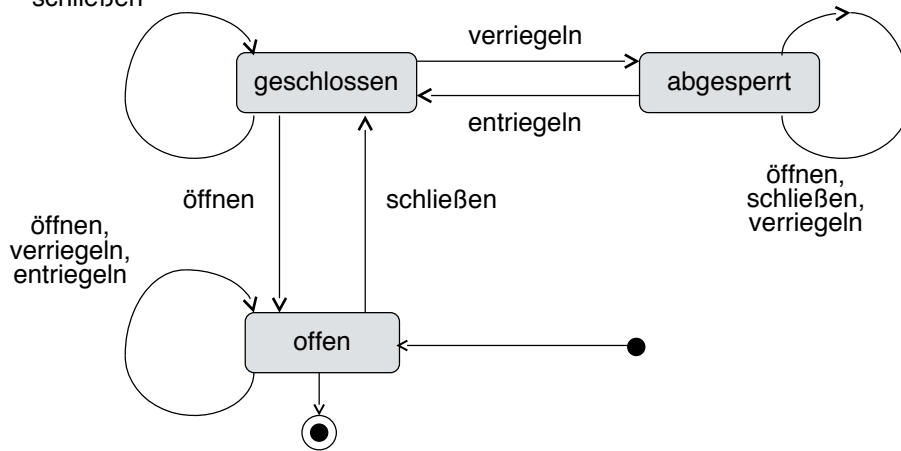 schließen
verriegeln
geschlossen
abgesperrt
entriegeln
öffnen,
schließen,
verriegeln
öffnen
schließen
öffnen,
verriegeln,
entriegeln
offen